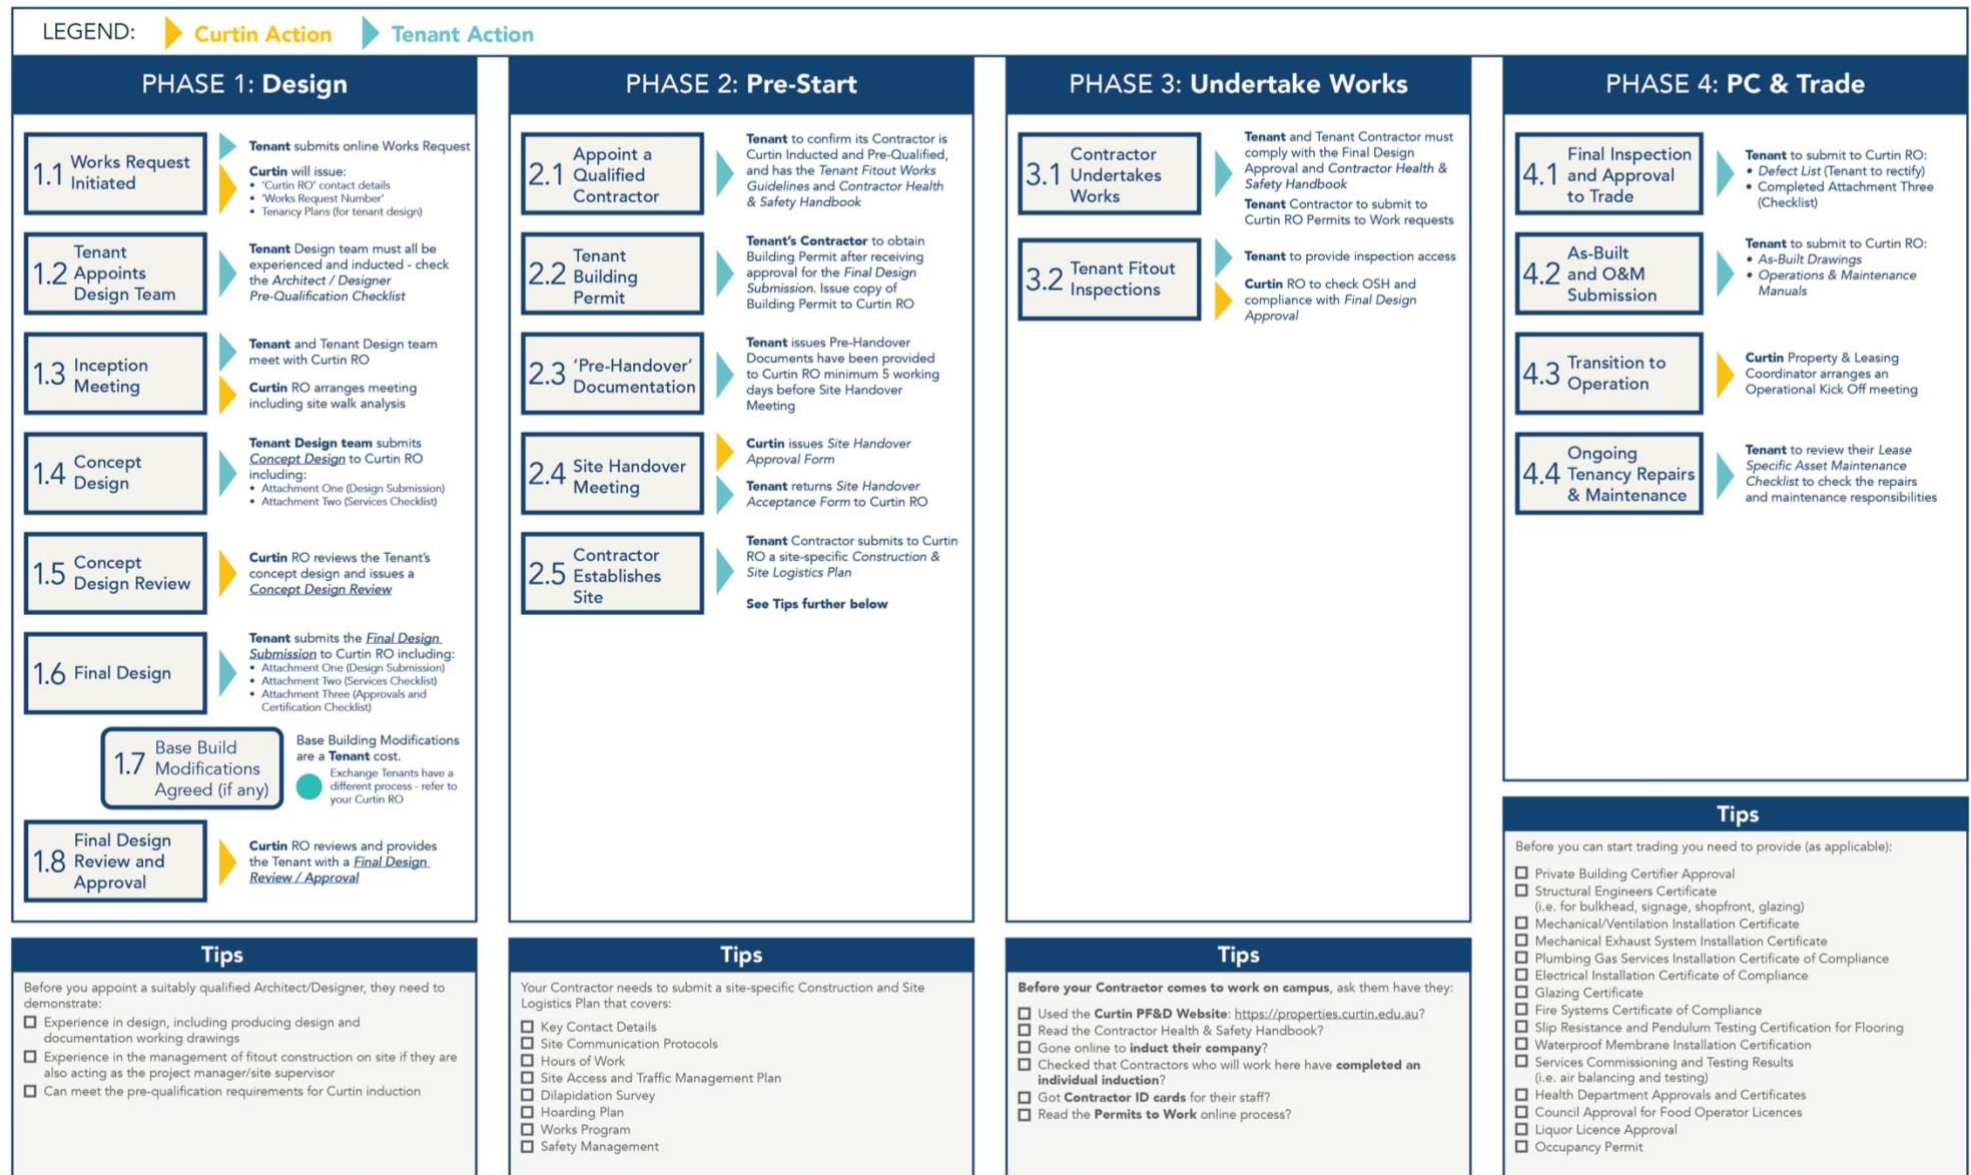 LEGEND: Curtin Action Tenant Action
PHASE 1: Design
1.1 Works Request
Initiated
Tenant submits online Works Request
Curtin will issue:
• 'Curtin RO' contact details
• 'Works Request Number'
• Tenancy Plans (for tenant design)
1.2 Tenant
Appoints
Design Team
Tenant Design team must all be
experienced and inducted - check
the Architect / Designer
Pre-Qualification Checklist
1.3 Inception
Meeting
Tenant and Tenant Design team
meet with Curtin RO
Curtin RO arranges meeting
including site walk analysis
1.4 Concept
Design
Tenant Design team submits
Concept Design to Curtin RO
including:
• Attachment One (Design Submission)
• Attachment Two (Services Checklist)
1.5 Concept
Design Review
Curtin RO reviews the Tenant's
concept design and issues a
Concept Design Review
1.6 Final Design
Tenant submits the Final Design
Submission to Curtin RO including:
• Attachment One (Design Submission)
• Attachment Two (Services Checklist)
• Attachment Three (Approvals and
Certification Checklist)
1.7 Base Build
Modifications
Agreed (if any)
Base Building Modifications
are a Tenant cost.
Exchange Tenants have a
different process - refer to
your Curtin RO
1.8 Final Design
Review and
Approval
Curtin RO reviews and provides
the Tenant with a Final Design
Review / Approval
Tips
Before you appoint a suitably qualified Architect/Designer, they need to
demonstrate:
Experience in design, including producing design and
documentation working drawings
Experience in the management of fitout construction on site if they are
also acting as the project manager/site supervisor
Can meet the pre-qualification requirements for Curtin induction
PHASE 2: Pre-Start
2.1 Appoint a
Qualified
Contractor
Tenant to confirm its Contractor is
Curtin Inducted and Pre-Qualified,
and has the Tenant Fitout Works
Guidelines and Contractor Health
& Safety Handbook
2.2 Tenant
Building
Permit
Tenant's Contractor to obtain
Building Permit after receiving
approval for the Final Design
Submission. Issue copy of
Building Permit to Curtin RO
2.3 'Pre-Handover'
Documentation
Tenant issues Pre-Handover
Documents have been provided
to Curtin RO minimum 5 working
days before Site Handover
Meeting
2.4 Site Handover
Meeting
Curtin issues Site Handover
Approval Form
Tenant returns Site Handover
Acceptance Form to Curtin RO
2.5 Contractor
Establishes
Site
Tenant Contractor submits to Curtin
RO a site-specific Construction &
Site Logistics Plan
See Tips further below
Tips
Your Contractor needs to submit a site-specific Construction and Site
Logistics Plan that covers:
Key Contact Details
Site Communication Protocols
Hours of Work
Site Access and Traffic Management Plan
Dilapidation Survey
Hoarding Plan
Works Program
Safety Management
PHASE 3: Undertake Works
3.1 Contractor
Undertakes
Works
Tenant and Tenant Contractor must
comply with the Final Design
Approval and Contractor Health &
Safety Handbook
Tenant Contractor to submit to
Curtin RO Permits to Work requests
3.2 Tenant Fitout
Inspections
Tenant to provide inspection access
Curtin RO to check OSH and
compliance with Final Design
Approval
Tips
Before your Contractor comes to work on campus, ask them have they:
Used the Curtin PF&D Website: https://properties.curtin.edu.au?
Read the Contractor Health & Safety Handbook?
Gone online to induct their company?
Checked that Contractors who will work here have completed an
individual induction?
Got Contractor ID cards for their staff?
Read the Permits to Work online process?
PHASE 4: PC & Trade
4.1 Final Inspection
and Approval
to Trade
Tenant to submit to Curtin RO:
• Defect List (Tenant to rectify)
• Completed Attachment Three
(Checklist)
4.2 As-Built
and O&M
Submission
Tenant to submit to Curtin RO:
• As-Built Drawings
• Operations & Maintenance
Manuals
4.3 Transition to
Operation
Curtin Property & Leasing
Coordinator arranges an
Operational Kick Off meeting
4.4 Ongoing
Tenancy Repairs
& Maintenance
Tenant to review their Lease
Specific Asset Maintenance
Checklist to check the repairs
and maintenance responsibilities
Tips
Before you can start trading you need to provide (as applicable):
Private Building Certifier Approval
Structural Engineers Certificate
(i.e. for bulkhead, signage, shopfront, glazing)
Mechanical/Ventilation Installation Certificate
Mechanical Exhaust System Installation Certificate
Plumbing Gas Services Installation Certificate of Compliance
Electrical Installation Certificate of Compliance
Glazing Certificate
Fire Systems Certificate of Compliance
Slip Resistance and Pendulum Testing Certification for Flooring
Waterproof Membrane Installation Certification
Services Commissioning and Testing Results
(i.e. air balancing and testing)
Health Department Approvals and Certificates
Council Approval for Food Operator Licences
Liquor Licence Approval
Occupancy Permit